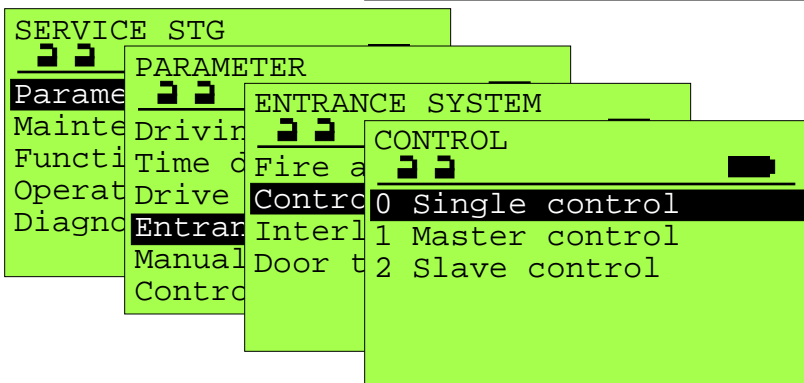 SERVICE STG
Parame
Mainte
Functi
Operat
Diagno
PARAMETER
Drivin
Time d
Drive
Entran
Manual
Contro
ENTRANCE SYSTEM
Fire a
Contro
Interl
Door t
CONTROL
0 Single control
1 Master control
2 Slave control